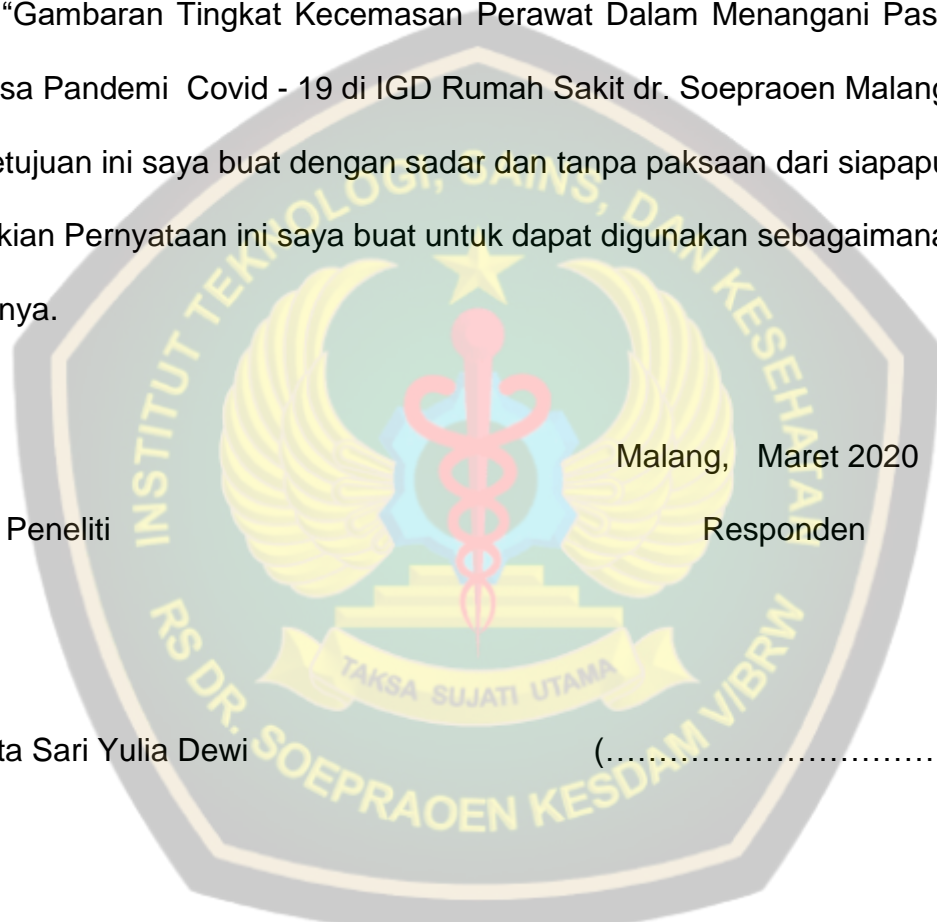 “Gambaran Tingkat Kecemasan Perawat Dalam Menangani Pas
sa Pandemi Covid - 19 di IGD Rumah Sakit dr. Soepraoen Malang
etujuan ini saya buat dengan sadar dan tanpa paksaan dari siapapu
kian Pernyataan ini saya buat untuk dapat digunakan sebagaimana
nya.
INSTITUT TEKNOLOGI, SAINS, DAN KESEHATAN
Malang, Maret 2020
Peneliti Responden
TAKSA SUJATI UTAMA
ta Sari Yulia Dewi (……………………………
RS DR. SOEPRAOEN KESDAM V/BRW